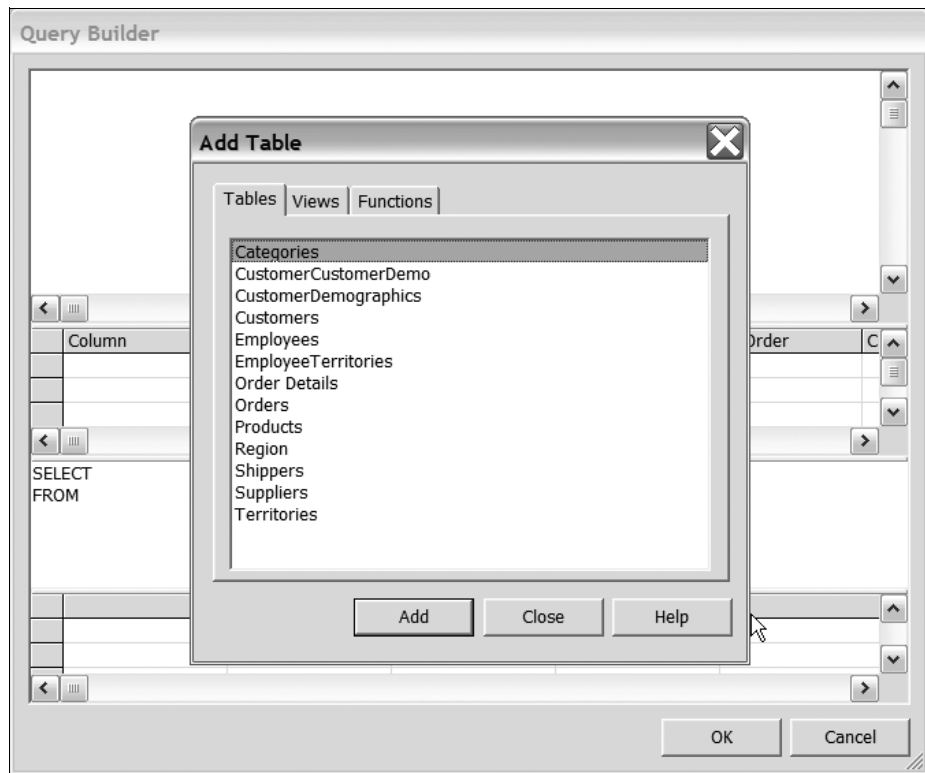 Query Builder
Add Table
Tables Views Functions
Categories
CustomerCustomerDemo
CustomerDemographics
Customers
Employees
EmployeeTerritories
Order Details
Orders
Products
Region
Shippers
Suppliers
Territories
Add Close Help
Column
SELECT
FROM
OK Cancel